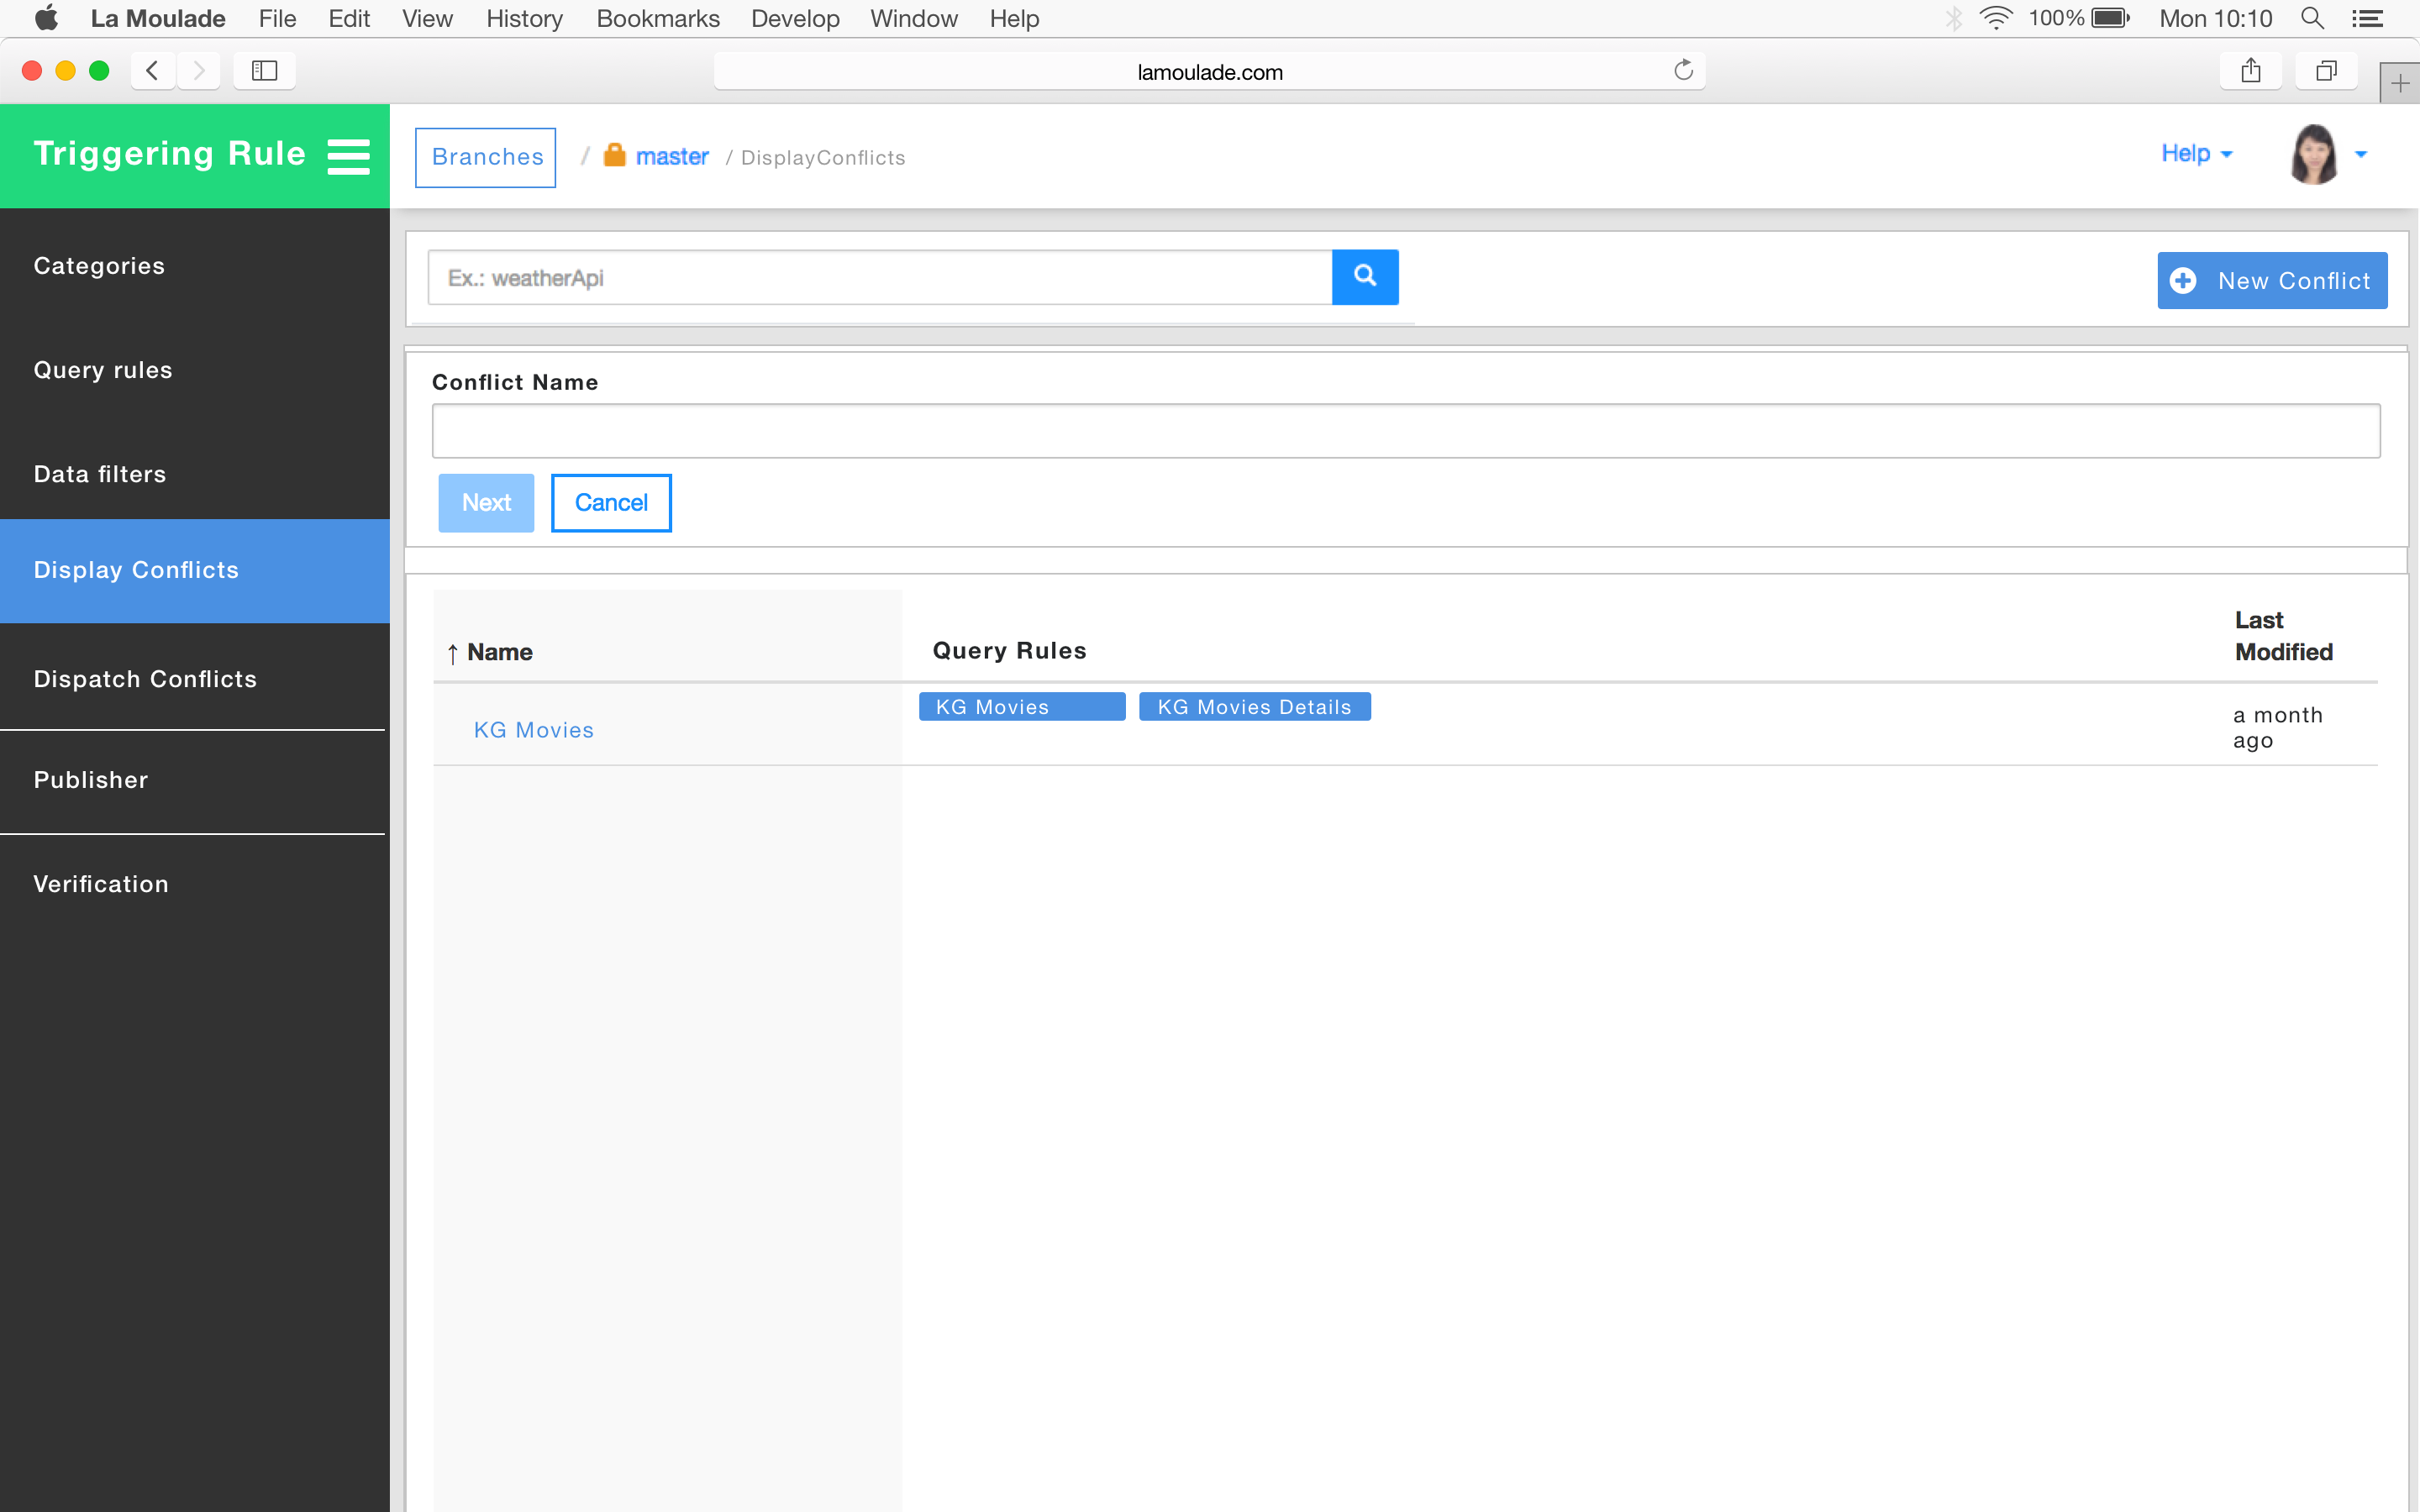 La Moulade File Edit View History Bookmarks Develop Window Help 100% Mon 10:10
lamoulade.com
Triggering Rule
Branches / master / DisplayConflicts Help
Categories
Query rules
Data filters
Display Conflicts
Dispatch Conflicts
Publisher
Verification
Ex.: weatherApi
New Conflict
Conflict Name
Next Cancel
↑ Name Query Rules Last Modified
KG Movies KG Movies KG Movies Details a month ago